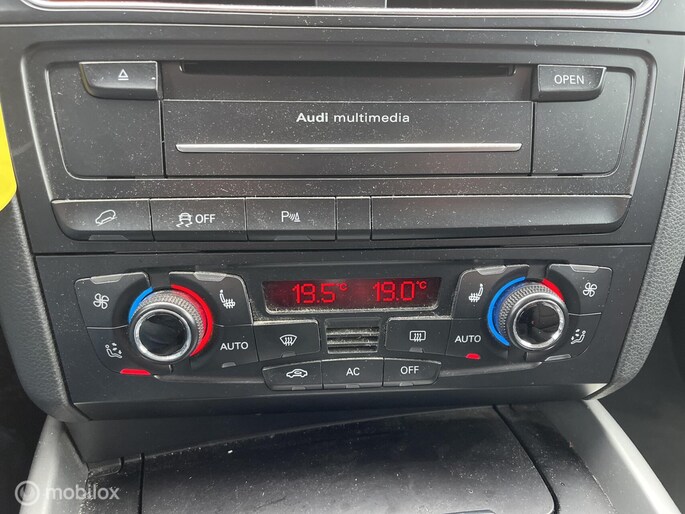 OPEN
Audi multimedia
OFF
P
19.5°C 19.0°C
AUTO
AUTO
AC
OFF
mobilox